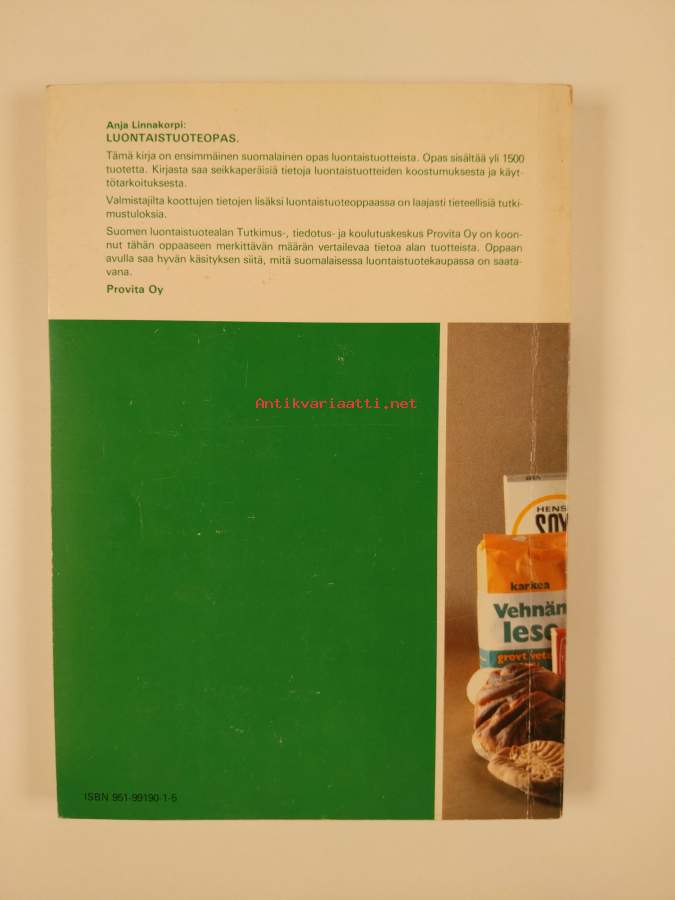 Anja Linnakorpi:
LUONTAISTUOTEOPAS.
Tämä kirja on ensimmäinen suomalainen opas luontaistuotteista. Opas sisältää yli 1500
tuotetta. Kirjasta saa seikkaperäisiä tietoja luontaistuotteiden koostumuksesta ja käyt-
tötarkoituksesta.
Valmistajilta koottujen tietojen lisäksi luontaistuoteoppaassa on laajasti tieteellisiä tutki-
mustuloksia.
Suomen luontaistuotealan Tutkimus-, tiedotus- ja koulutuskeskus Provita Oy on koon-
nut tähän oppaaseen merkittävän määrän vertailevaa tietoa alan tuotteista. Oppaan
avulla saa hyvän käsityksen siitä, mitä suomalaisessa luontaistuotekaupassa on saata-
vana.
Provita Oy
Antikvariaatti.net
HENS
SOY
karkea
Vehnän
lese
grovt vete
ISBN 951-99190-1-5